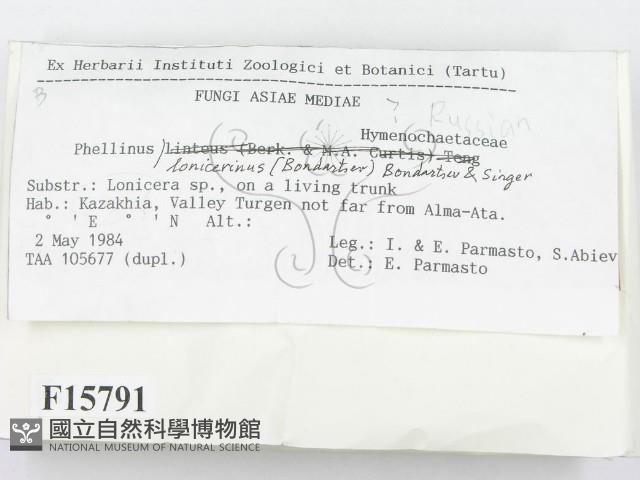 Ex Herbarii Instituti Zoologici et Botanici (Tartu)
B
FUNGI ASIAE MEDIAE ? Russian
Hymenochaetaceae
Phellinus linteus (Berk. & M.A. Curtis) Teng
lonicerinus (Bondartsev) Bondartsev & Singer
Substr.: Lonicera sp., on a living trunk
Hab.: Kazakhia, Valley Turgen not far from Alma-Ata.
° ' E ° ' N Alt.:
2 May 1984 Leg.: I. & E. Parmasto, S.Abiev
TAA 105677 (dupl.) Det.: E. Parmasto
F15791
國立自然科學博物館
NATIONAL MUSEUM OF NATURAL SCIENCE